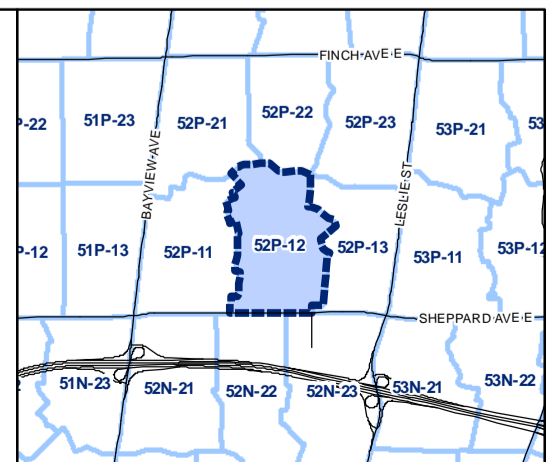 FINCH AVE E
P-22 51P-23 52P-21 52P-22 52P-23 53P-21 53
BAYVIEW AVE
LESLIE ST
P-12 51P-13 52P-11 52P-12 52P-13 53P-11 53P-12
SHEPPARD AVE E
51N-23 52N-21 52N-22 52N-23 53N-21 53N-22